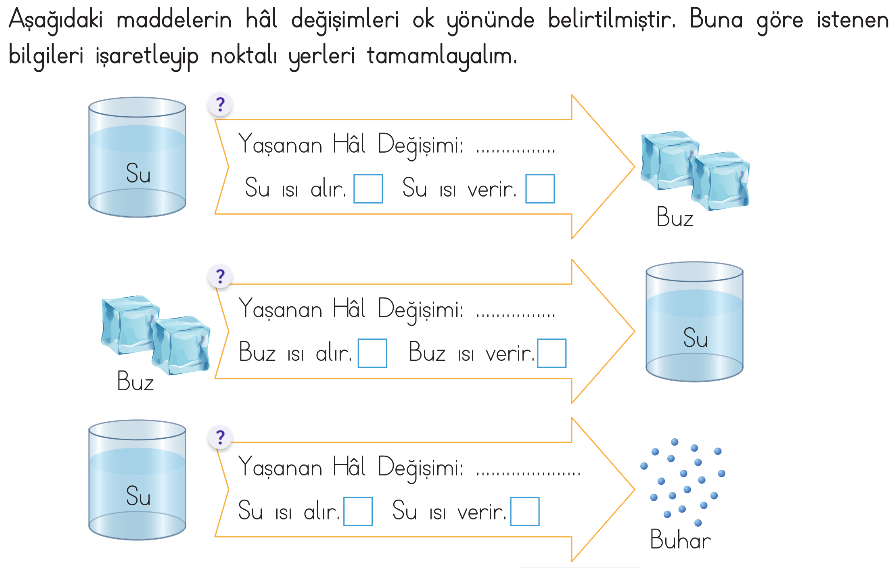 Aşağıdaki maddelerin hâl değişimleri ok yönünde belirtilmiştir. Buna göre istenen
bilgileri işaretleyip noktalı yerleri tamamlayalım.
?
Su
Yaşanan Hâl Değişimi: ................
Su ısı alır. Su ısı verir.
Buz
?
Buz
Yaşanan Hâl Değişimi: ................
Buz ısı alır. Buz ısı verir.
Su
?
Su
Yaşanan Hâl Değişimi: .....................
Su ısı alır. Su ısı verir.
Buhar